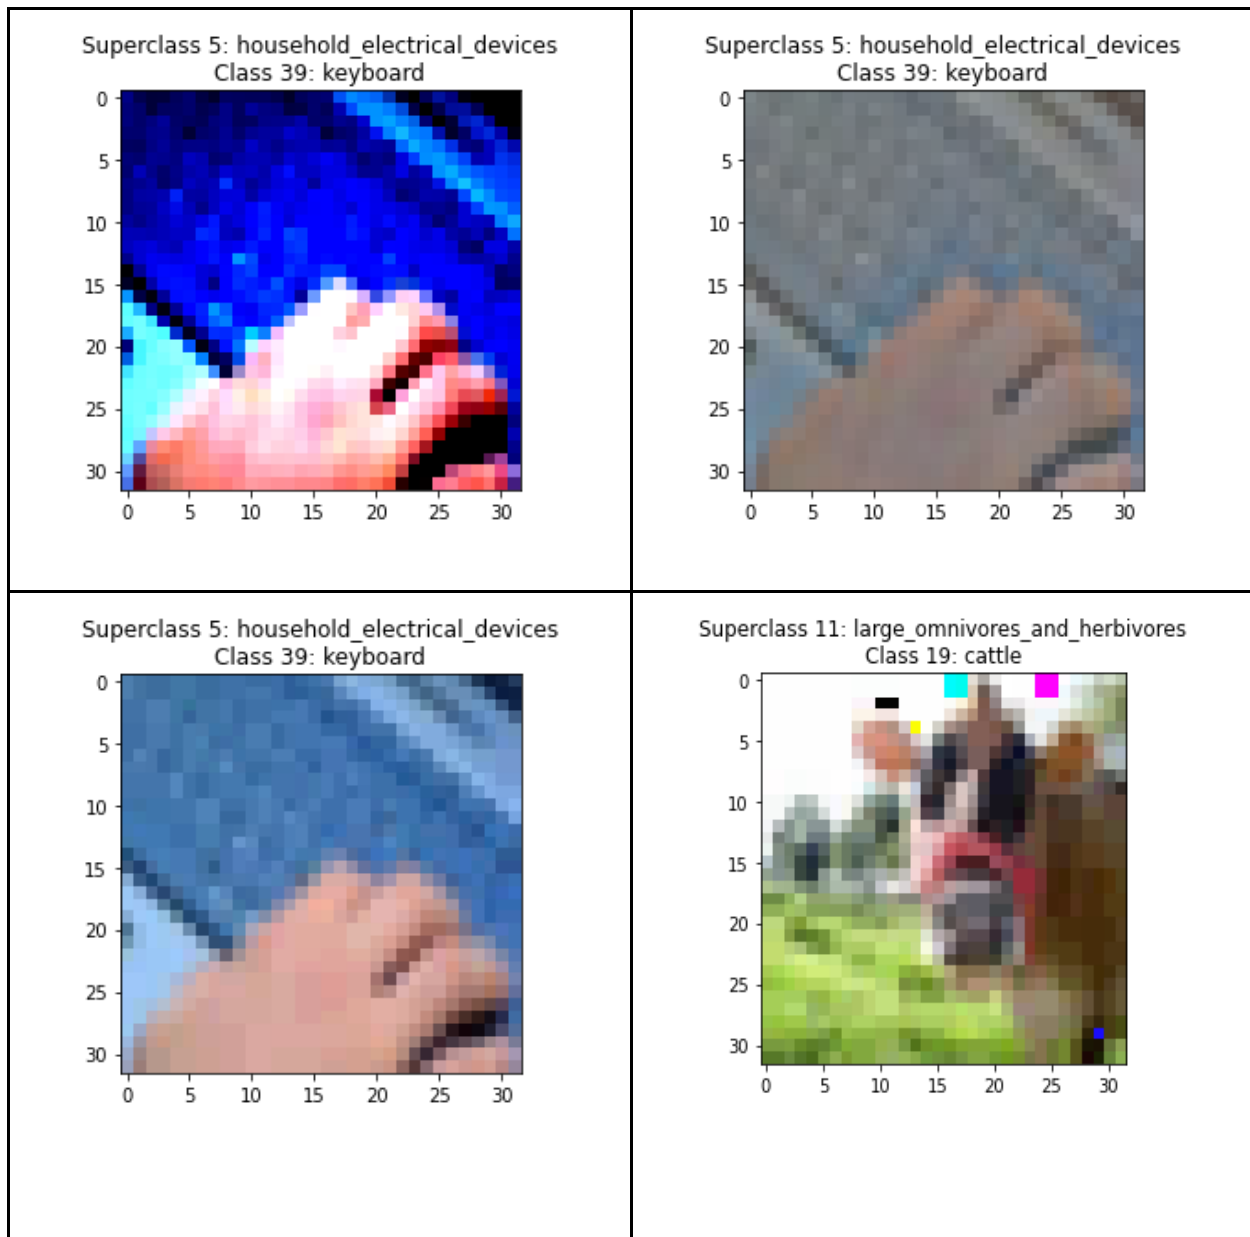 Superclass 5: household_electrical_devices
Class 39: keyboard
0
5
10
15
20
25
30
0 5 10 15 20 25 30
Superclass 5: household_electrical_devices
Class 39: keyboard
0
5
10
15
20
25
30
0 5 10 15 20 25 30
Superclass 5: household_electrical_devices
Class 39: keyboard
0
5
10
15
20
25
30
0 5 10 15 20 25 30
Superclass 11: large_omnivores_and_herbivores
Class 19: cattle
0
5
10
15
20
25
30
0 5 10 15 20 25 30